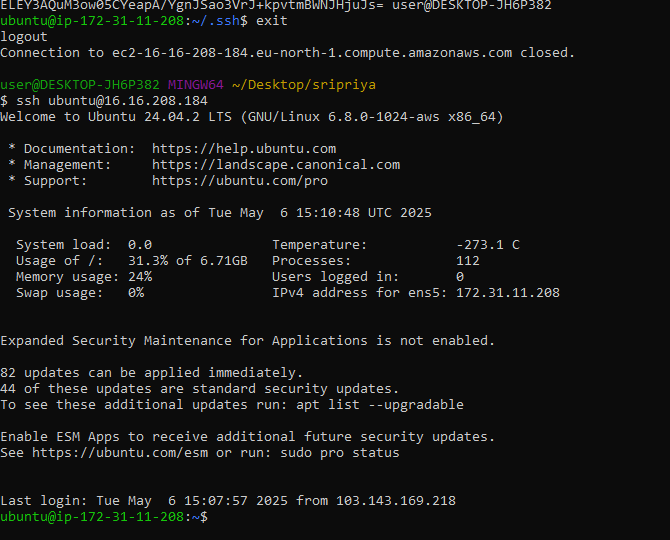 ELEY3AQuM3ow05CYeapA/YgnJSao3VrJ+kpvtmBWNJHjuJs= user@DESKTOP-JH6P382
ubuntu@ip-172-31-11-208:~/.ssh$ exit
logout
Connection to ec2-16-16-208-184.eu-north-1.compute.amazonaws.com closed.

user@DESKTOP-JH6P382 MINGW64 ~/Desktop/sripriya
$ ssh ubuntu@16.16.208.184
Welcome to Ubuntu 24.04.2 LTS (GNU/Linux 6.8.0-1024-aws x86_64)

 * Documentation:  https://help.ubuntu.com
 * Management:     https://landscape.canonical.com
 * Support:        https://ubuntu.com/pro

 System information as of Tue May  6 15:10:48 UTC 2025

  System load:  0.0               Temperature:           -273.1 C
  Usage of /:   31.3% of 6.71GB   Processes:             112
  Memory usage: 24%               Users logged in:       0
  Swap usage:   0%                IPv4 address for ens5: 172.31.11.208

Expanded Security Maintenance for Applications is not enabled.

82 updates can be applied immediately.
44 of these updates are standard security updates.
To see these additional updates run: apt list --upgradable

Enable ESM Apps to receive additional future security updates.
See https://ubuntu.com/esm or run: sudo pro status

Last login: Tue May  6 15:07:57 2025 from 103.143.169.218
ubuntu@ip-172-31-11-208:~$